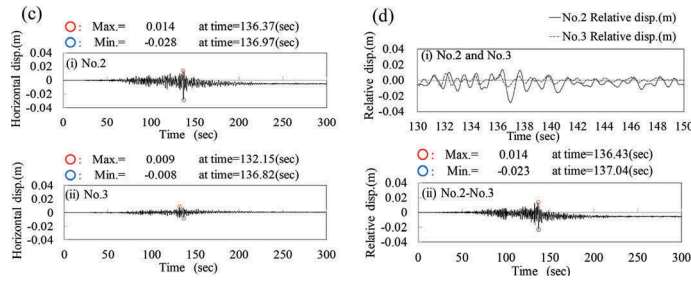 (c)
Max.= 0.014 at time=136.37(sec)
Min.= -0.028 at time=136.97(sec)
Horizontal disp.(m)
0.04
0.02
0
-0.02
-0.04
(i) No.2
0 50 100 150 200 250 300
Time (sec)
Max.= 0.009 at time=132.15(sec)
Min.= -0.008 at time=136.82(sec)
Horizontal disp.(m)
0.04
0.02
0
-0.02
-0.04
(ii) No.3
0 50 100 150 200 250 300
Time (sec)
(d)
No.2 Relative disp.(m)
No.3 Relative disp.(m)
Relative disp.(m)
0.04
0.02
0.00
-0.02
-0.04
(i) No.2 and No.3
130 132 134 136 138 140 142 144 146 148 150
Time (sec)
Max.= 0.014 at time=136.43(sec)
Min.= -0.023 at time=137.04(sec)
Relative disp.(m)
0.04
0.02
0
-0.02
-0.04
(ii) No.2-No.3
0 50 100 150 200 250 300
Time (sec)